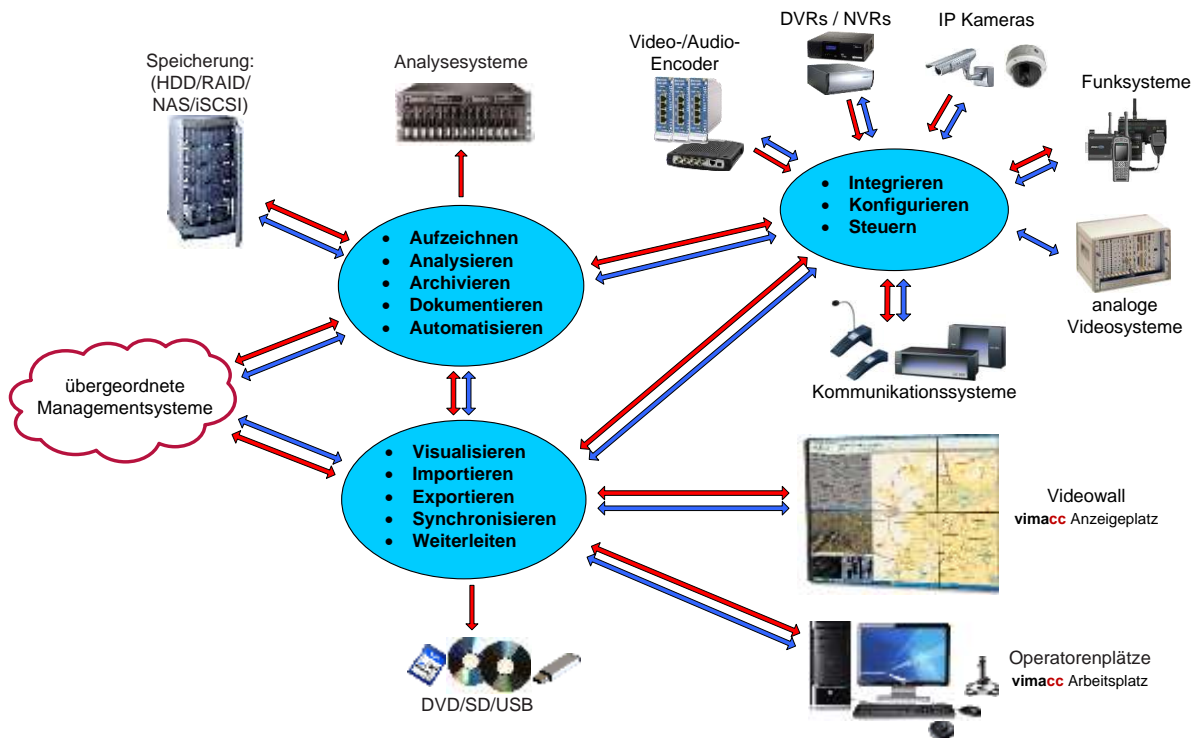 DVRs / NVRs
IP Kameras
Video-/Audio-
Encoder
Speicherung:
(HDD/RAID/
NAS/iSCSI)
Analysesysteme
Funksysteme
• Integrieren
• Konfigurieren
• Steuern
• Aufzeichnen
• Analysieren
• Archivieren
• Dokumentieren
• Automatisieren
analoge
Videosysteme
übergeordnete
Managementsysteme
Kommunikationssysteme
• Visualisieren
• Importieren
• Exportieren
• Synchronisieren
• Weiterleiten
Videowall
vimacc Anzeigeplatz
Operatorenplätze
vimacc Arbeitsplatz
DVD/SD/USB